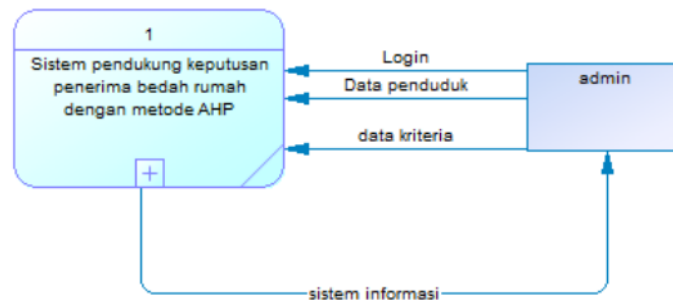 1
Sistem pendukung keputusan
penerima bedah rumah
dengan metode AHP
Login
Data penduduk
data kriteria
admin
sistem informasi